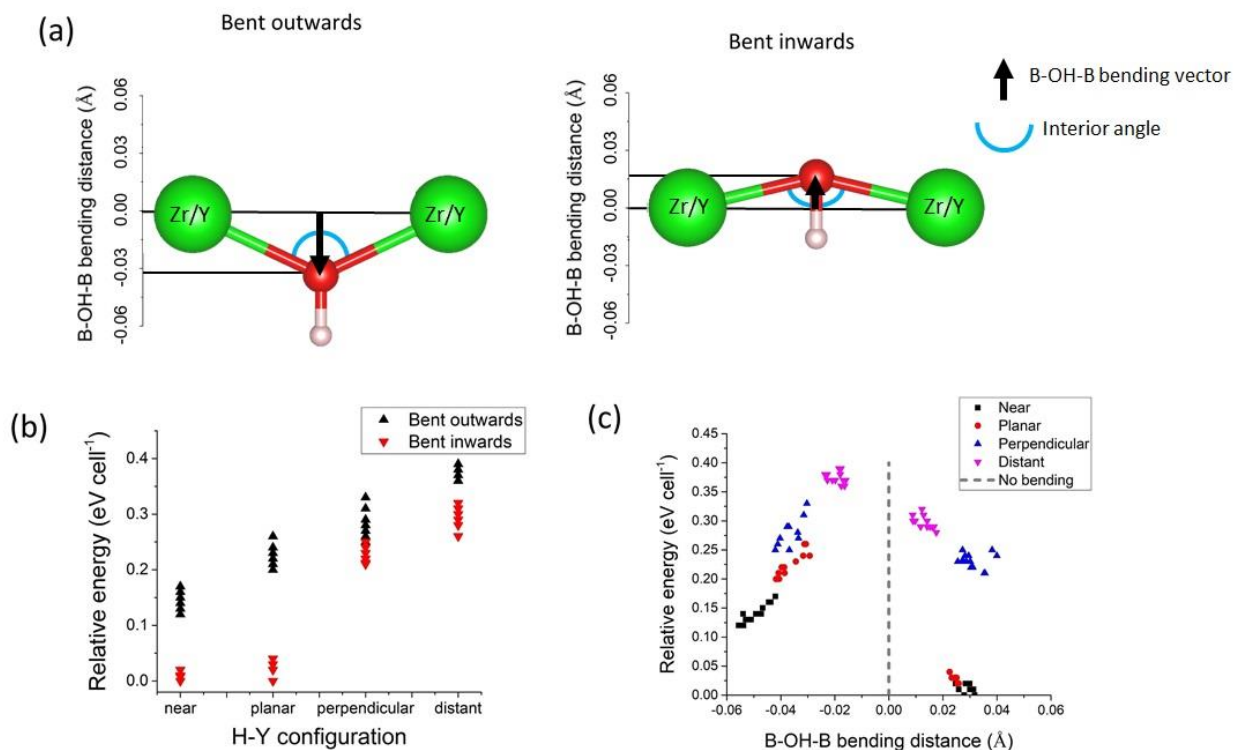 (a)
Bent outwards
Bent inwards
B-OH-B bending vector
Interior angle
B-OH-B bending distance (Å)
0.06
0.03
0.00
-0.03
-0.06
Zr/Y
Zr/Y
B-OH-B bending distance (Å)
0.06
0.03
0.00
-0.03
-0.06
Zr/Y
Zr/Y
(b)
Bent outwards
Bent inwards
Relative energy (eV cell⁻¹)
0.4
0.3
0.2
0.1
0.0
near
planar
perpendicular
distant
H-Y configuration
(c)
Near
Planar
Perpendicular
Distant
No bending
Relative energy (eV cell⁻¹)
0.45
0.40
0.35
0.30
0.25
0.20
0.15
0.10
0.05
0.00
-0.06
-0.04
-0.02
0.00
0.02
0.04
0.06
B-OH-B bending distance (Å)